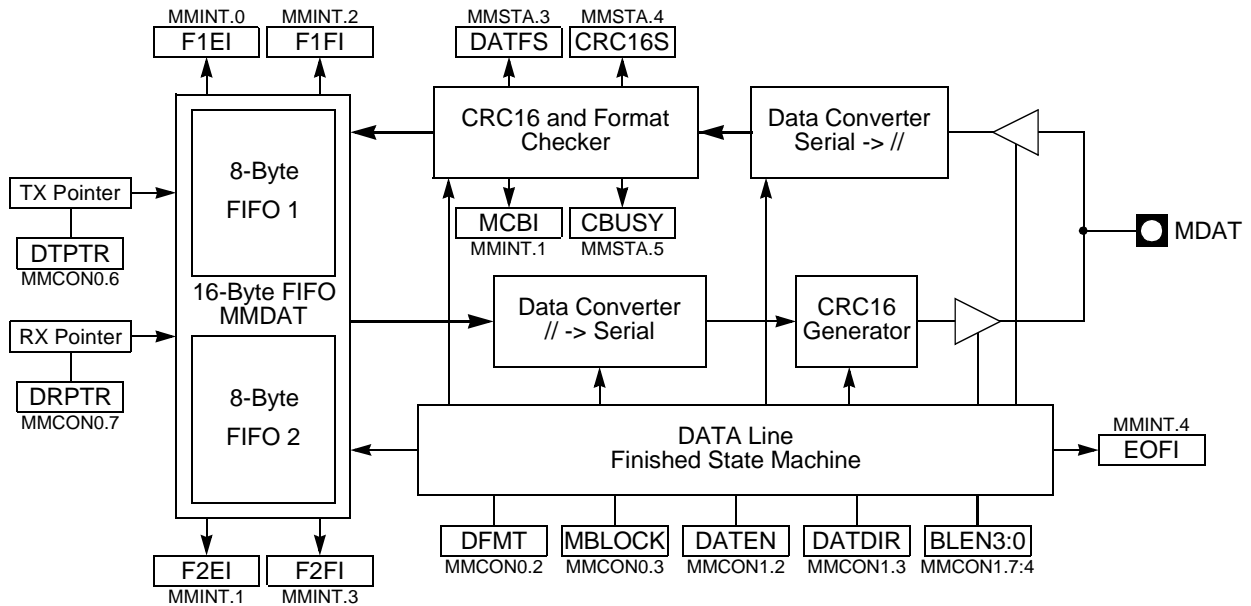 MMINT.0
F1EI
MMINT.2
F1FI
MMSTA.3
DATFS
MMSTA.4
CRC16S
CRC16 and Format
Checker
Data Converter
Serial -> //
8-Byte
FIFO 1
TX Pointer
DTPTR
MMCON0.6
MCBI
MMINT.1
CBUSY
MMSTA.5
MDAT
16-Byte FIFO
MMDAT
Data Converter
// -> Serial
CRC16
Generator
RX Pointer
DRPTR
MMCON0.7
8-Byte
FIFO 2
DATA Line
Finished State Machine
MMINT.4
EOFI
F2EI
MMINT.1
F2FI
MMINT.3
DFMT
MMCON0.2
MBLOCK
MMCON0.3
DATEN
MMCON1.2
DATDIR
MMCON1.3
BLEN3:0
MMCON1.7:4